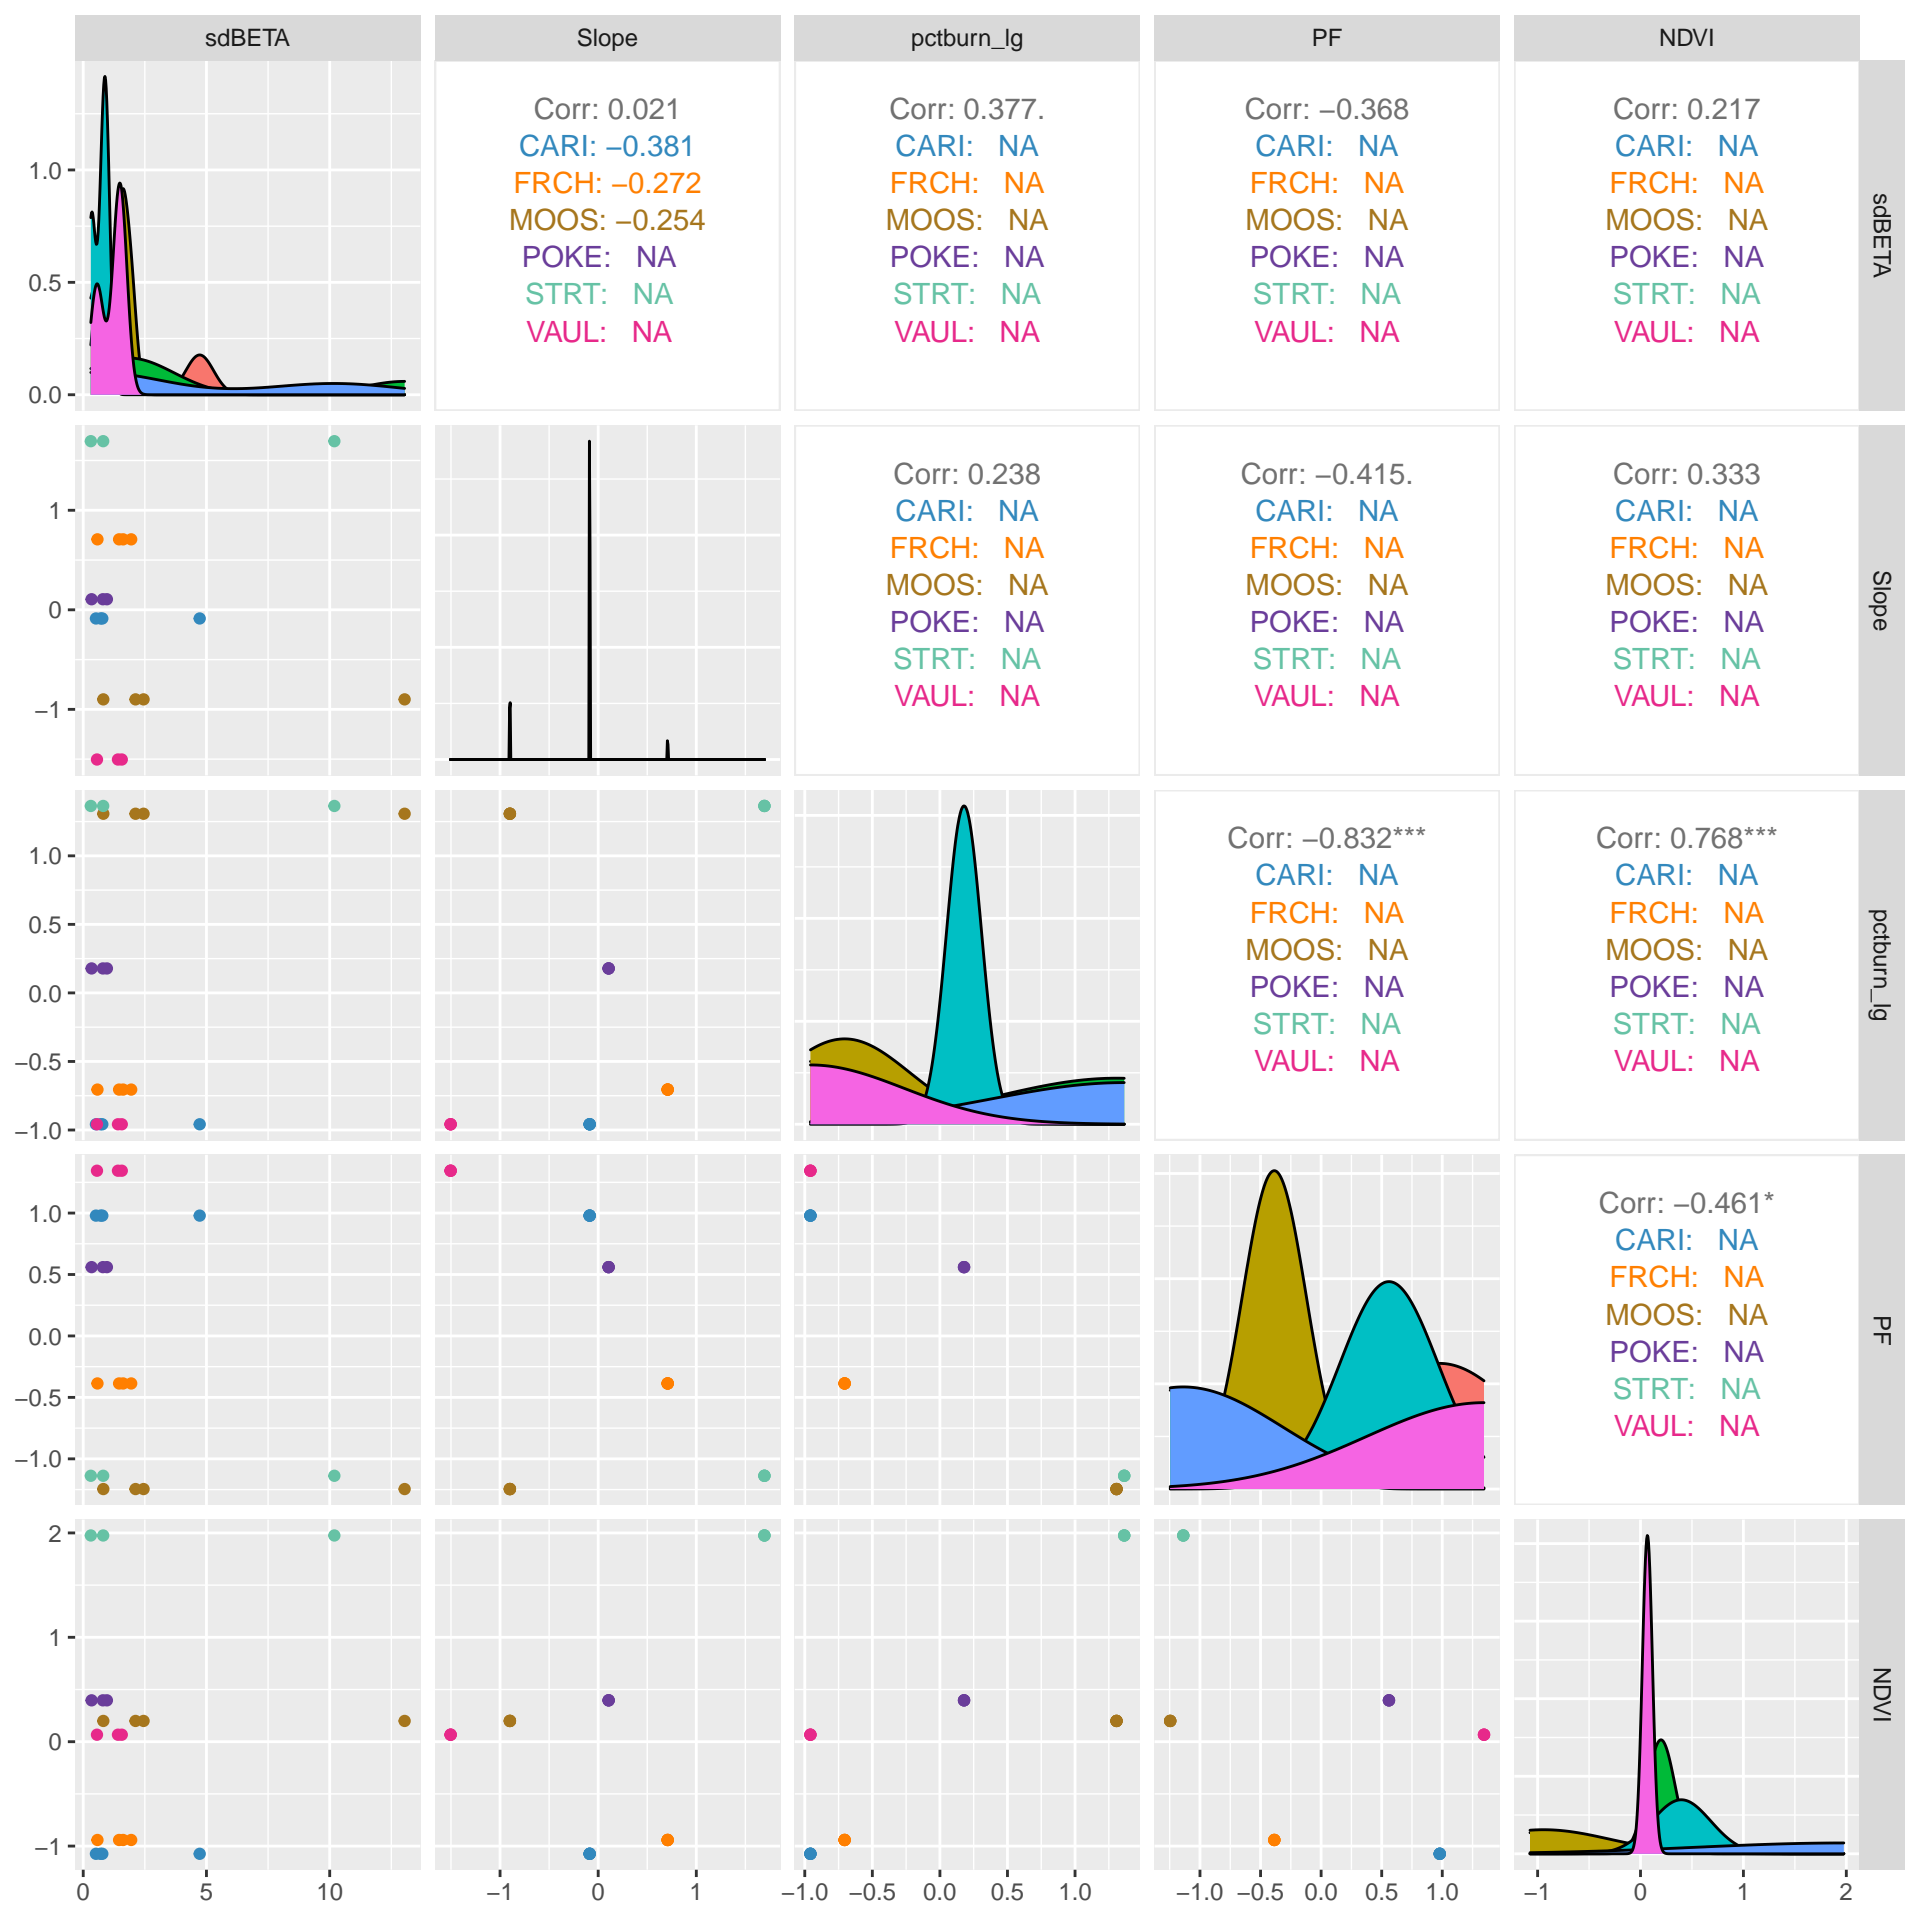 sdBETA Slope pctburn_lg PF NDVI
1.0
0.5
0.0
Corr: 0.021
CARI: −0.381
FRCH: −0.272
MOOS: −0.254
POKE: NA
STRT: NA
VAUL: NA
Corr: 0.377.
CARI: NA
FRCH: NA
MOOS: NA
POKE: NA
STRT: NA
VAUL: NA
Corr: −0.368
CARI: NA
FRCH: NA
MOOS: NA
POKE: NA
STRT: NA
VAUL: NA
Corr: 0.217
CARI: NA
FRCH: NA
MOOS: NA
POKE: NA
STRT: NA
VAUL: NA
sdBETA
1
0
−1
Corr: 0.238
CARI: NA
FRCH: NA
MOOS: NA
POKE: NA
STRT: NA
VAUL: NA
Corr: −0.415.
CARI: NA
FRCH: NA
MOOS: NA
POKE: NA
STRT: NA
VAUL: NA
Corr: 0.333
CARI: NA
FRCH: NA
MOOS: NA
POKE: NA
STRT: NA
VAUL: NA
Slope
1.0
0.5
0.0
−0.5
−1.0
Corr: −0.832***
CARI: NA
FRCH: NA
MOOS: NA
POKE: NA
STRT: NA
VAUL: NA
Corr: 0.768***
CARI: NA
FRCH: NA
MOOS: NA
POKE: NA
STRT: NA
VAUL: NA
pctburn_lg
1.0
0.5
0.0
−0.5
−1.0
Corr: −0.461*
CARI: NA
FRCH: NA
MOOS: NA
POKE: NA
STRT: NA
VAUL: NA
PF
2
1
0
−1
NDVI
0 5 10 −1 0 1 −1.0 −0.5 0.0 0.5 1.0 −1.0 −0.5 0.0 0.5 1.0 −1 0 1 2